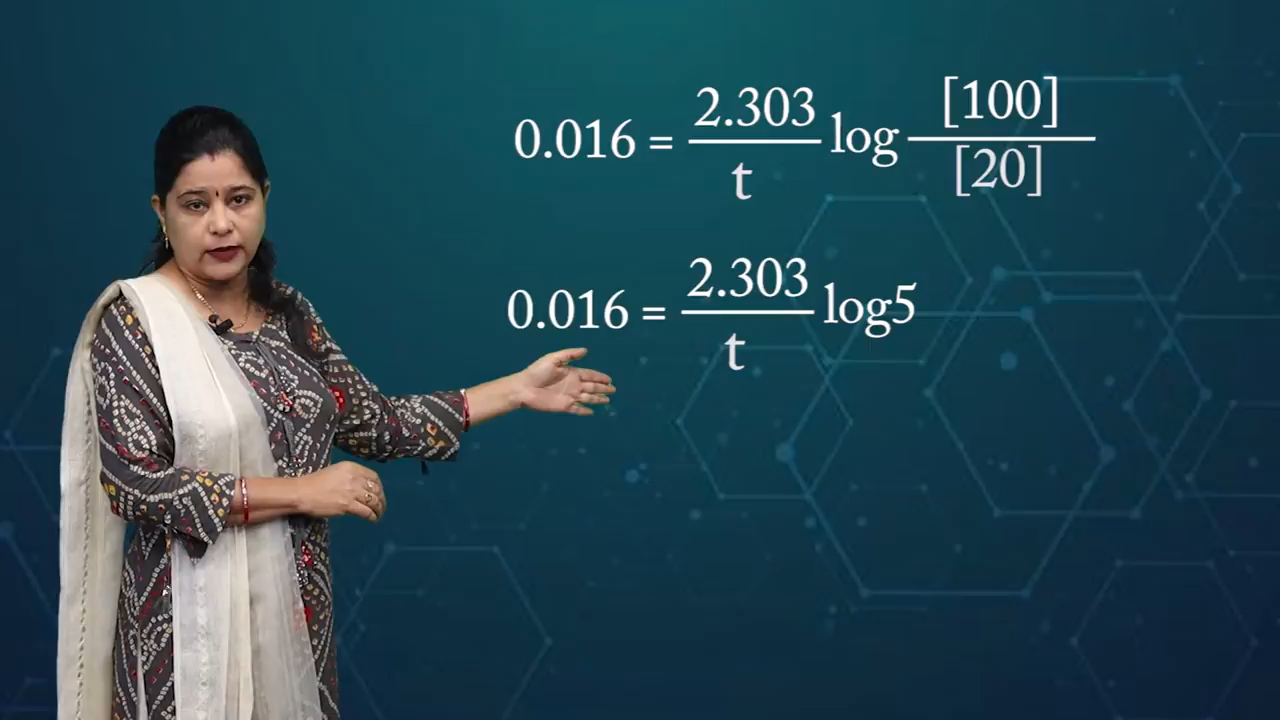 0.016 = 2.303/t log [100]/[20]
0.016 = 2.303/t log5